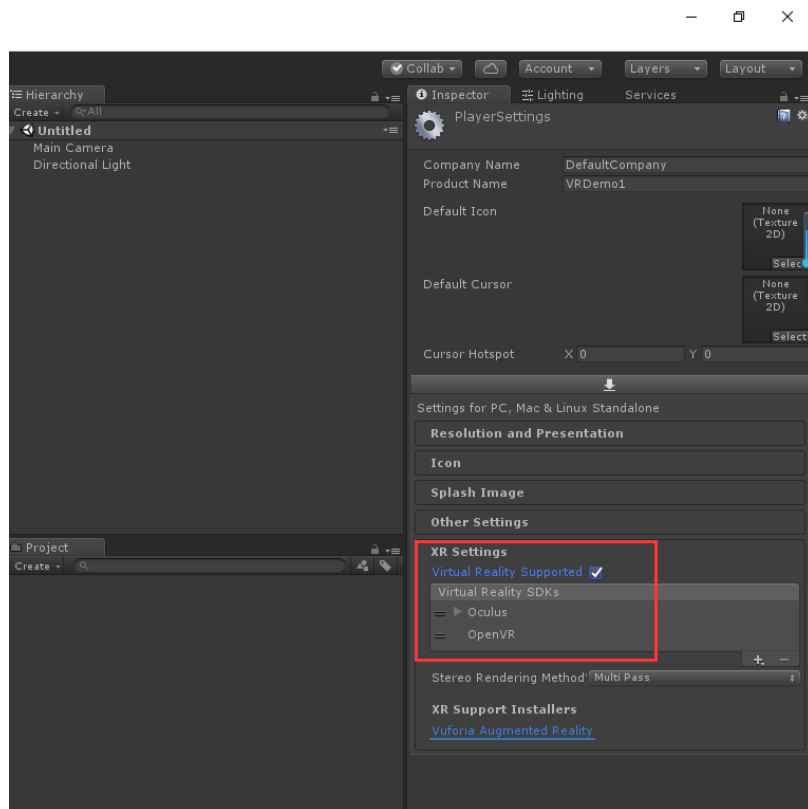 Collab Account Layers Layout
Hierarchy
Create All
Untitled
Main Camera
Directional Light
Project
Create
Inspector Lighting Services
PlayerSettings
Company Name DefaultCompany
Product Name VRDemo1
Default Icon
None
(Texture
2D)
Selec
Default Cursor
None
(Texture
2D)
Select
Cursor Hotspot X 0 Y 0
Settings for PC, Mac & Linux Standalone
Resolution and Presentation
Icon
Splash Image
Other Settings
XR Settings
Virtual Reality Supported
Virtual Reality SDKs
Oculus
OpenVR
Stereo Rendering Method* Multi Pass
XR Support Installers
Vuforia Augmented Reality